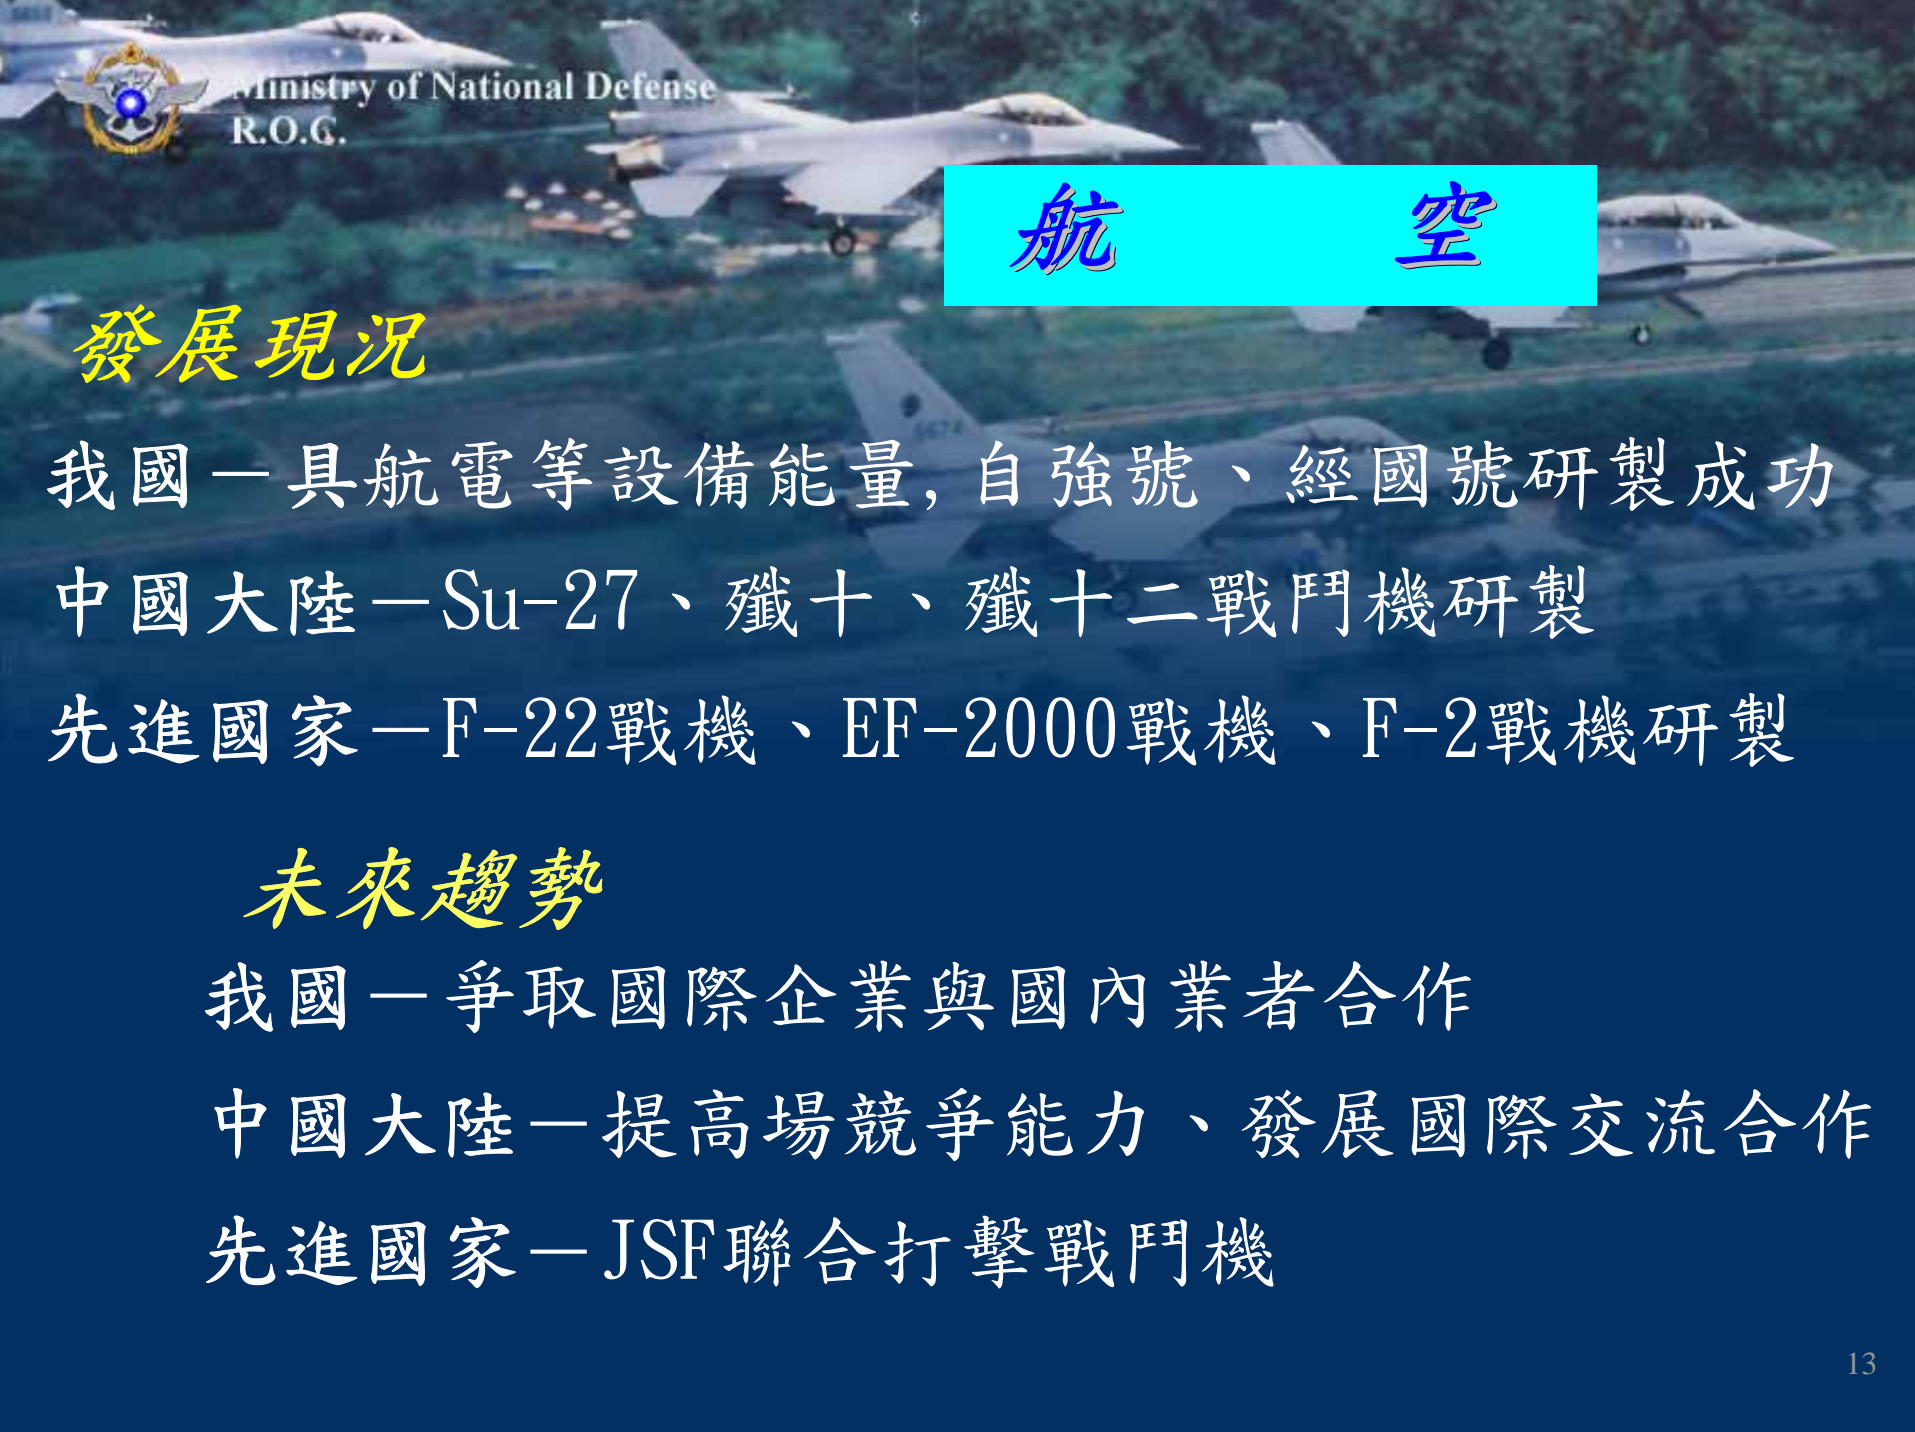 Ministry of National Defense
R.O.C.
航 空
發展現況
我國－具航電等設備能量,自強號、經國號研製成功
中國大陸－Su-27、殲十、殲十二戰鬥機研製
先進國家－F-22戰機、EF-2000戰機、F-2戰機研製
未來趨勢
我國－爭取國際企業與國內業者合作
中國大陸－提高場競爭能力、發展國際交流合作
先進國家－JSF聯合打擊戰鬥機
13